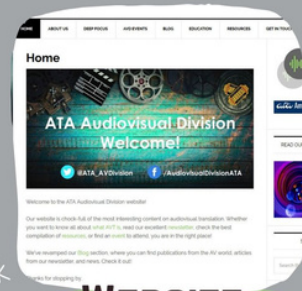 HOME ABOUT US DEEP FOCUS AVD EVENTS BLOG EDUCATION RESOURCES GET IN TOUCH
Home
ATA Audiovisual Division
Welcome!
@ATA_AVDivision /AudiovisualDivisionATA
Welcome to the ATA Audiovisual Division website!
Our website is chock-full of the most interesting content on audiovisual translation. Whether
you want to know about what AVT is, read our excellent newsletter, check the best
compilation of resources, or find an event to attend, you are in the right place!
We've revamped our Blog section, where you can find publications from the AV world, articles
from our newsletter, and news. Check it out!
Thanks for stopping by,
READ OU
WEBSITE